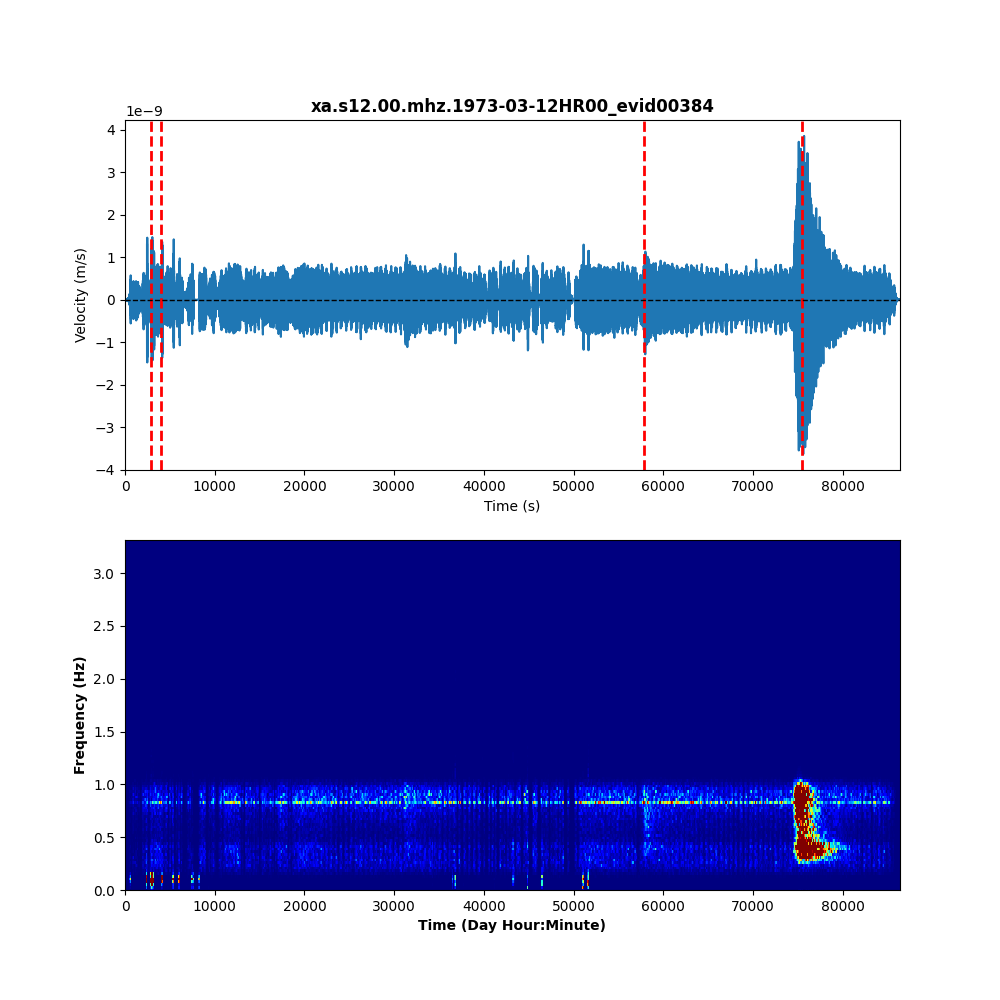 xa.s12.00.mhz.1973-03-12HR00_evid00384
1e−9
4
3
2
1
0
−1
−2
−3
−4
Velocity (m/s)
0 10000 20000 30000 40000 50000 60000 70000 80000
Time (s)
3.0
2.5
2.0
1.5
1.0
0.5
0.0
Frequency (Hz)
0 10000 20000 30000 40000 50000 60000 70000 80000
Time (Day Hour:Minute)